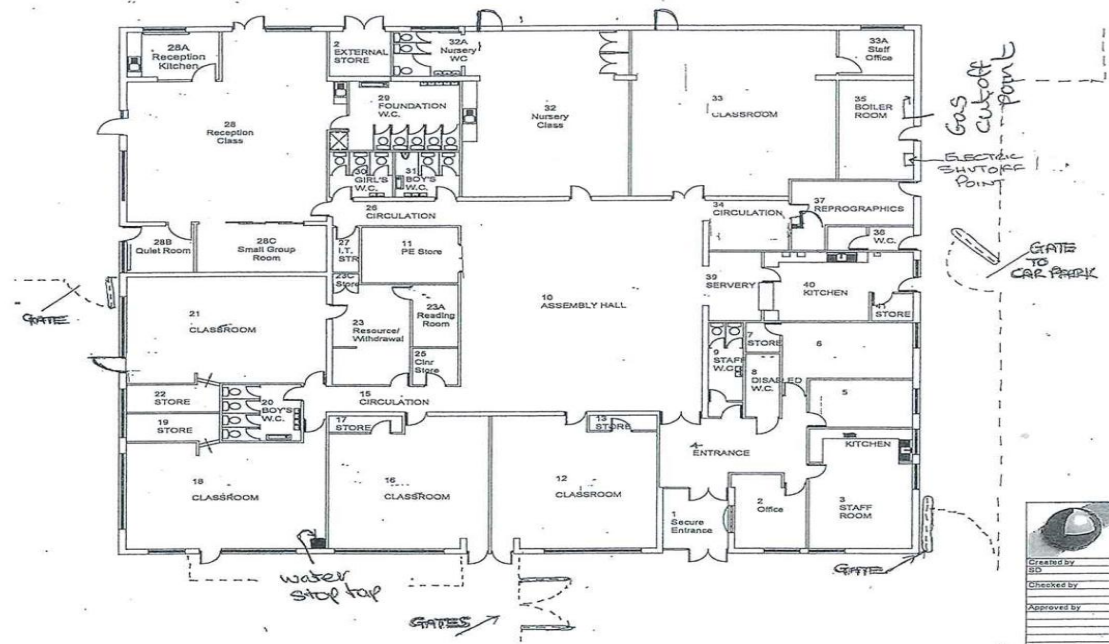 28A
Reception
Kitchen
2
EXTERNAL
STORE
32A
Nursery
WC
33A
Staff
Office
29
FOUNDATION
W.C.
28
Reception
Class
32
Nursery
Class
33
CLASSROOM
35
BOILER
ROOM
Gas
cutoff
point
ELECTRIC
SHUTOFF
POINT
30
GIRL'S
W.C.
31
BOY'S
W.C.
26
CIRCULATION
34
CIRCULATION
37
REPROGRAPHICS
36
W.C.
28B
Quiet Room
28C
Small Group
Room
27
I.T.
STR
11
PE Store
39
SERVERY
40
KITCHEN
STORE
GATE
TO
CAR PARK
GATE
23C
Store
21
CLASSROOM
23
Resource/
Withdrawal
23A
Reading
Room
25
Clnr
Store
10
ASSEMBLY HALL
9
STAFF
W.C.
7
STORE
8
DISABLED
W.C.
6
5
22
STORE
19
STORE
20
BOY'S
W.C.
15
CIRCULATION
17
STORE
13
STORE
4
ENTRANCE
KITCHEN
18
CLASSROOM
16
CLASSROOM
12
CLASSROOM
1
Secure
Entrance
2
Office
3
STAFF
ROOM
water
stop tap
GATES
GATE
Created by
SD
Checked by
Approved by